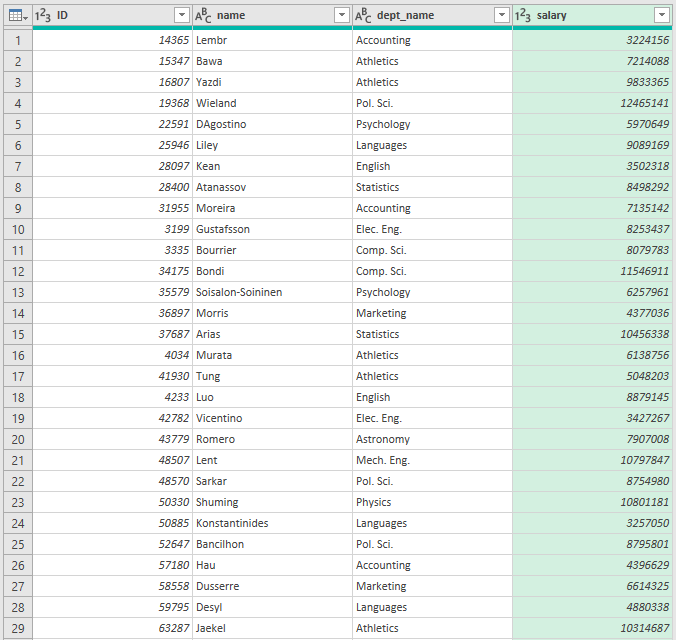 1²3 ID ABC name ABC dept_name 1²3 salary
1 14365 Lembr Accounting 3224156
2 15347 Bawa Athletics 7214088
3 16807 Yazdi Athletics 9833365
4 19368 Wieland Pol. Sci. 12465141
5 22591 DAgostino Psychology 5970649
6 25946 Liley Languages 9089169
7 28097 Kean English 3502318
8 28400 Atanassov Statistics 8498292
9 31955 Moreira Accounting 7135142
10 3199 Gustafsson Elec. Eng. 8253437
11 3335 Bourrier Comp. Sci. 8079783
12 34175 Bondi Comp. Sci. 11546911
13 35579 Soisalon-Soininen Psychology 6257961
14 36897 Morris Marketing 4377036
15 37687 Arias Statistics 10456338
16 4034 Murata Athletics 6138756
17 41930 Tung Athletics 5048203
18 4233 Luo English 8879145
19 42782 Vicentino Elec. Eng. 3427267
20 43779 Romero Astronomy 7907008
21 48507 Lent Mech. Eng. 10797847
22 48570 Sarkar Pol. Sci. 8754980
23 50330 Shuming Physics 10801181
24 50885 Konstantinides Languages 3257050
25 52647 Bancilhon Pol. Sci. 8795801
26 57180 Hau Accounting 4396629
27 58558 Dusserre Marketing 6614325
28 59795 Desyl Languages 4880338
29 63287 Jaekel Athletics 10314687